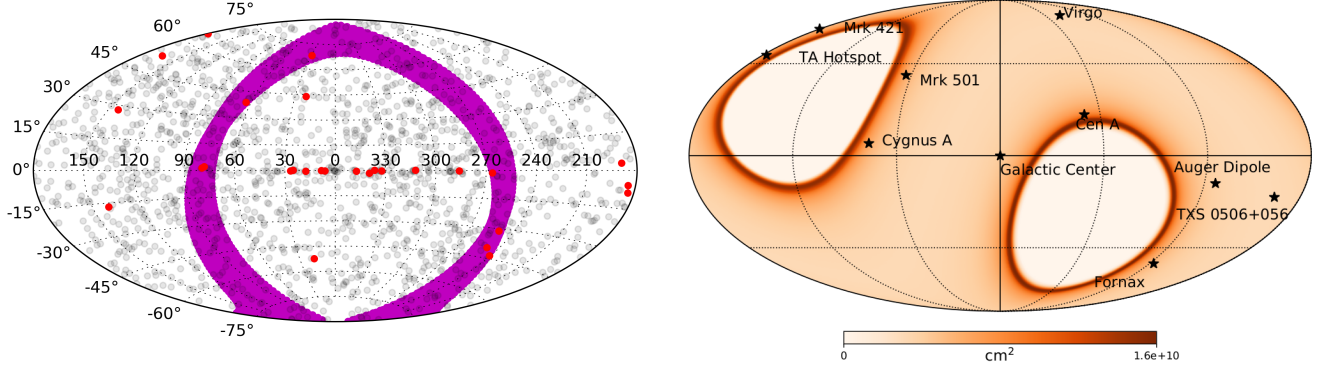 75°
60°
45°
30°
15°
0°
-15°
-30°
-45°
-60°
-75°
150 120 90 60 30 0 330 300 270 240 210
Virgo
Mrk 421
TA Hotspot
Mrk 501
Cen A
Cygnus A
Galactic Center
Auger Dipole
TXS 0506+056
Fornax
0 1.6e+10
cm²